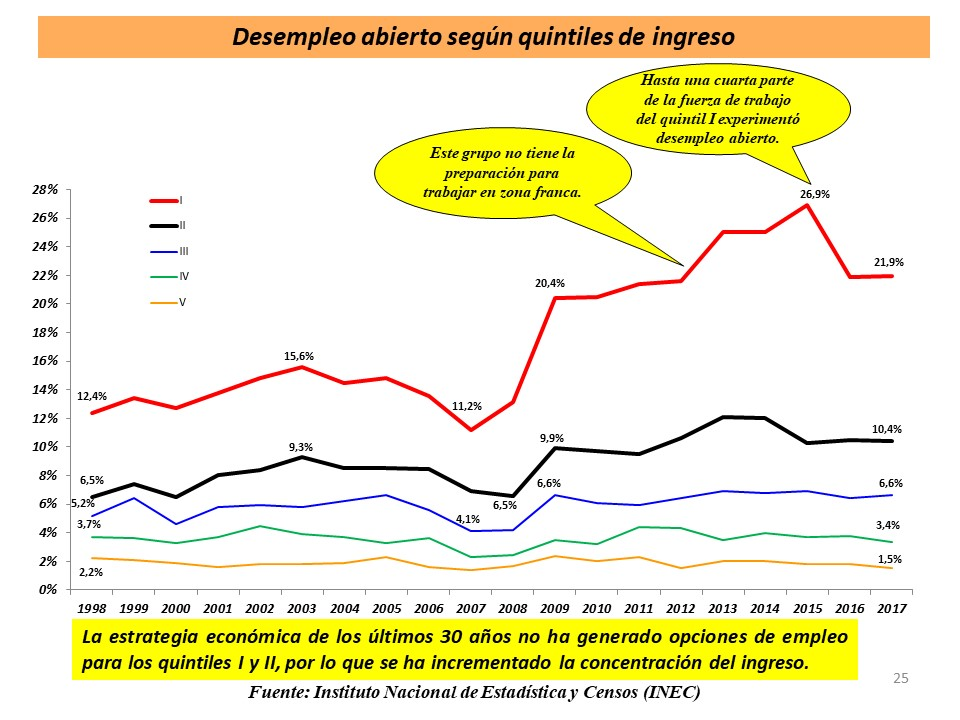 Desempleo abierto según quintiles de ingreso
Hasta una cuarta parte
de la fuerza de trabajo
del quintil I experimentó
desempleo abierto.
Este grupo no tiene la
preparación para
trabajar en zona franca.
28%
26%
24%
22%
20%
18%
16%
14%
12%
10%
8%
6%
4%
2%
0%
I
II
III
IV
V
12,4%
15,6%
11,2%
20,4%
26,9%
21,9%
6,5%
9,3%
6,5%
9,9%
10,4%
5,2%
4,1%
6,6%
6,6%
3,7%
3,4%
2,2%
1,5%
1998 1999 2000 2001 2002 2003 2004 2005 2006 2007 2008 2009 2010 2011 2012 2013 2014 2015 2016 2017
La estrategia económica de los últimos 30 años no ha generado opciones de empleo
para los quintiles I y II, por lo que se ha incrementado la concentración del ingreso.
25
Fuente: Instituto Nacional de Estadística y Censos (INEC)